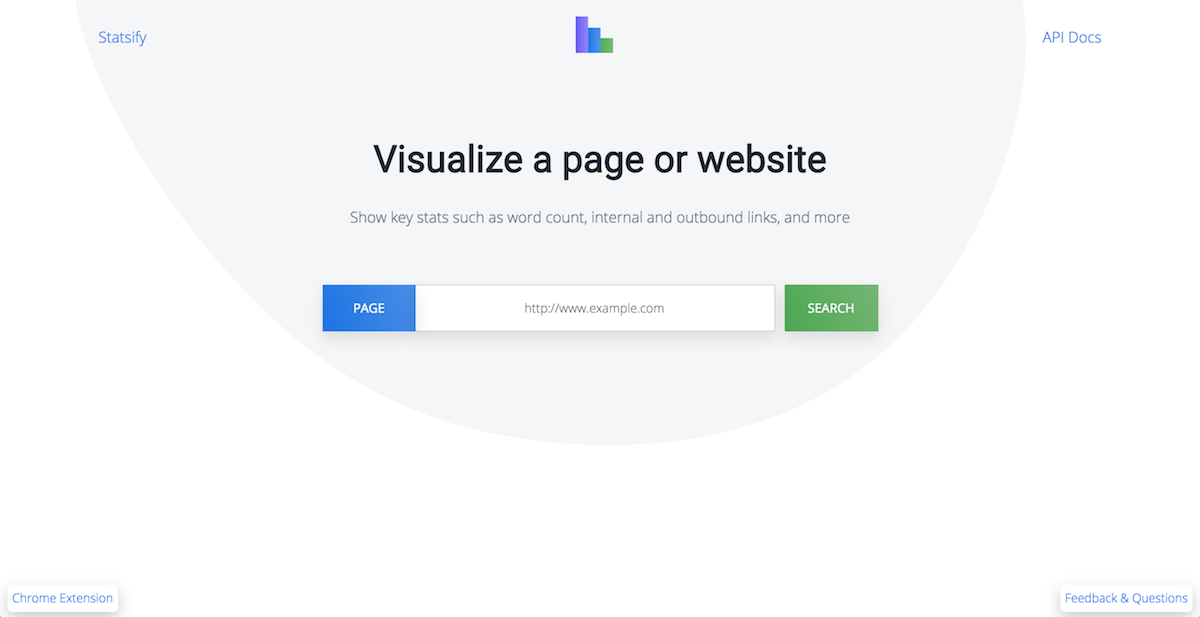 Statsify
API Docs
Visualize a page or website
Show key stats such as word count, internal and outbound links, and more
PAGE
http://www.example.com
SEARCH
Chrome Extension
Feedback & Questions